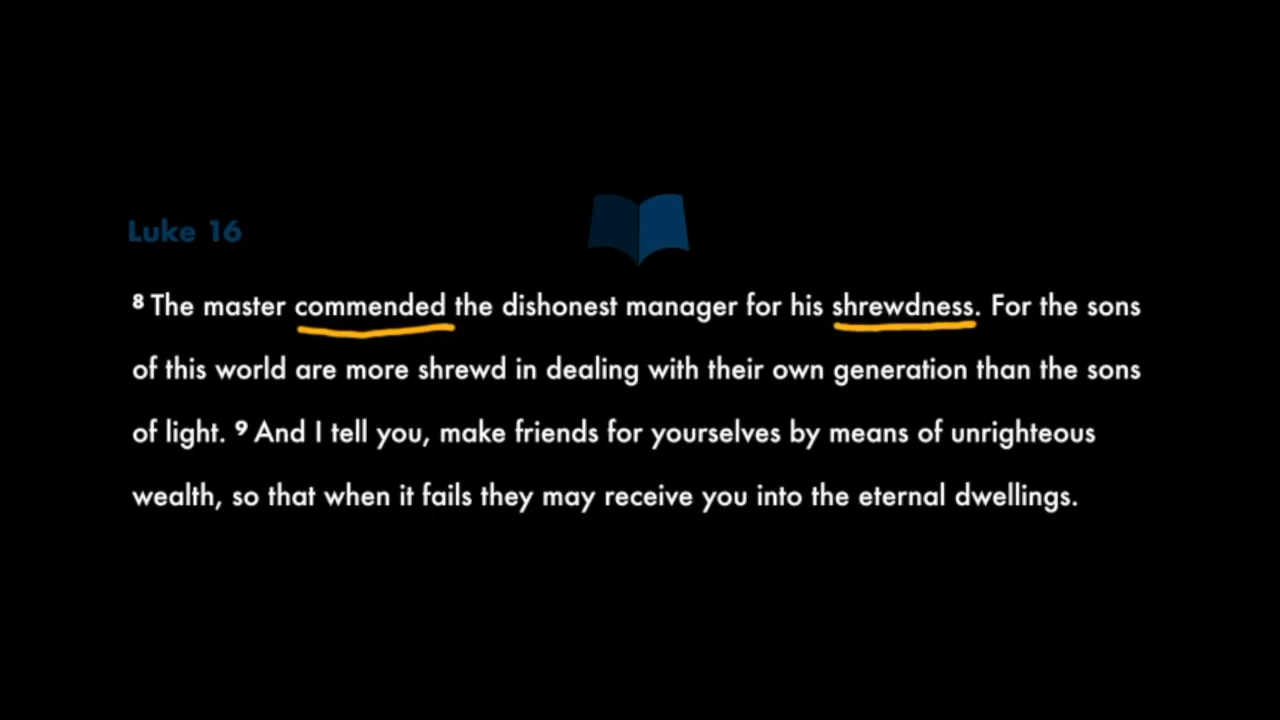 Luke 16
8 The master commended the dishonest manager for his shrewdness. For the sons
of this world are more shrewd in dealing with their own generation than the sons
of light. 9 And I tell you, make friends for yourselves by means of unrighteous
wealth, so that when it fails they may receive you into the eternal dwellings.